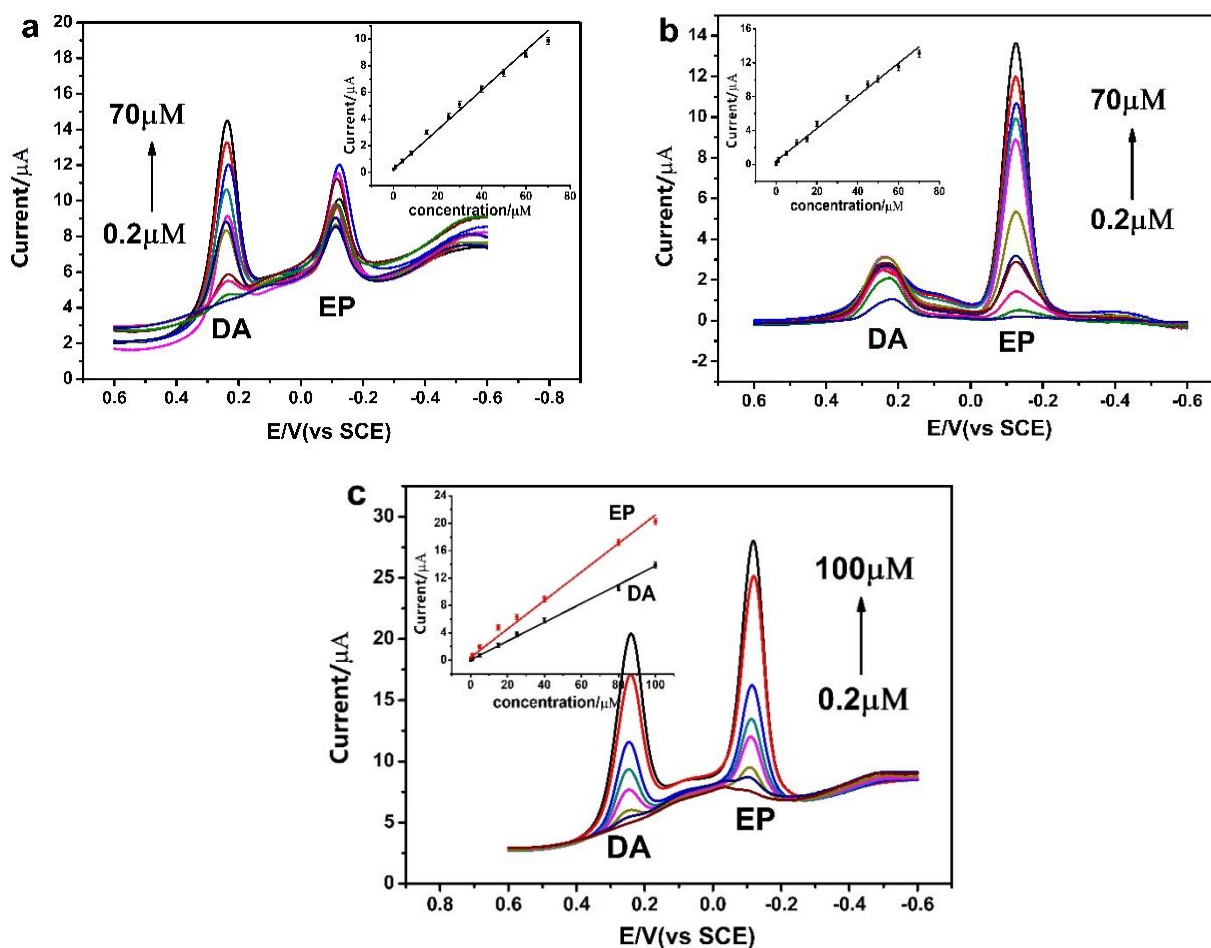 a
20
18
16
14
12
10
8
6
4
2
0
Current/μA
0.6 0.4 0.2 0.0 -0.2 -0.4 -0.6 -0.8
E/V(vs SCE)
70μM
0.2μM
DA
EP
10
8
6
4
2
0
Current/μA
0 20 40 60 80
concentration/μM
b
14
12
10
8
6
4
2
0
-2
Current/μA
0.6 0.4 0.2 0.0 -0.2 -0.4 -0.6
E/V(vs SCE)
70μM
0.2μM
DA
EP
16
12
8
4
0
Current/μA
0 20 40 60 80
concentration/μM
c
30
25
20
15
10
5
0
Current/μA
0.8 0.6 0.4 0.2 0.0 -0.2 -0.4 -0.6
E/V(vs SCE)
100μM
0.2μM
DA
EP
24
20
16
12
8
4
0
Current/μA
EP
DA
0 20 40 60 80 100
concentration/μM